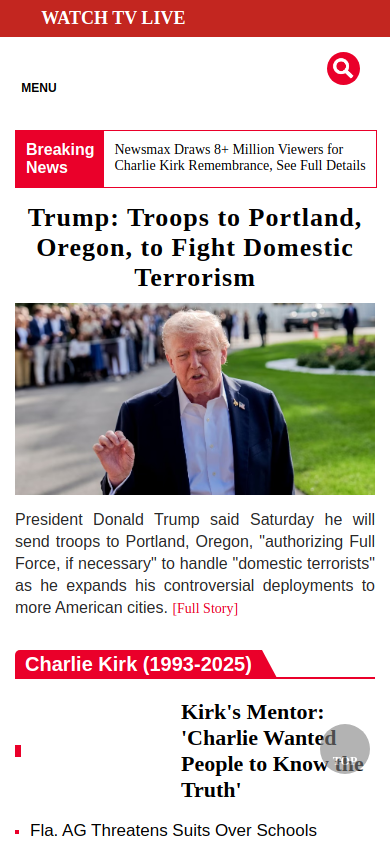 WATCH TV LIVE
MENU
Breaking
News
Newsmax Draws 8+ Million Viewers for
Charlie Kirk Remembrance, See Full Details
Trump: Troops to Portland,
Oregon, to Fight Domestic
Terrorism
President Donald Trump said Saturday he will
send troops to Portland, Oregon, "authorizing Full
Force, if necessary" to handle "domestic terrorists"
as he expands his controversial deployments to
more American cities. [Full Story]
Charlie Kirk (1993-2025)
Kirk's Mentor:
'Charlie Wanted
People to Know the
Truth'
TOP
Fla. AG Threatens Suits Over Schools